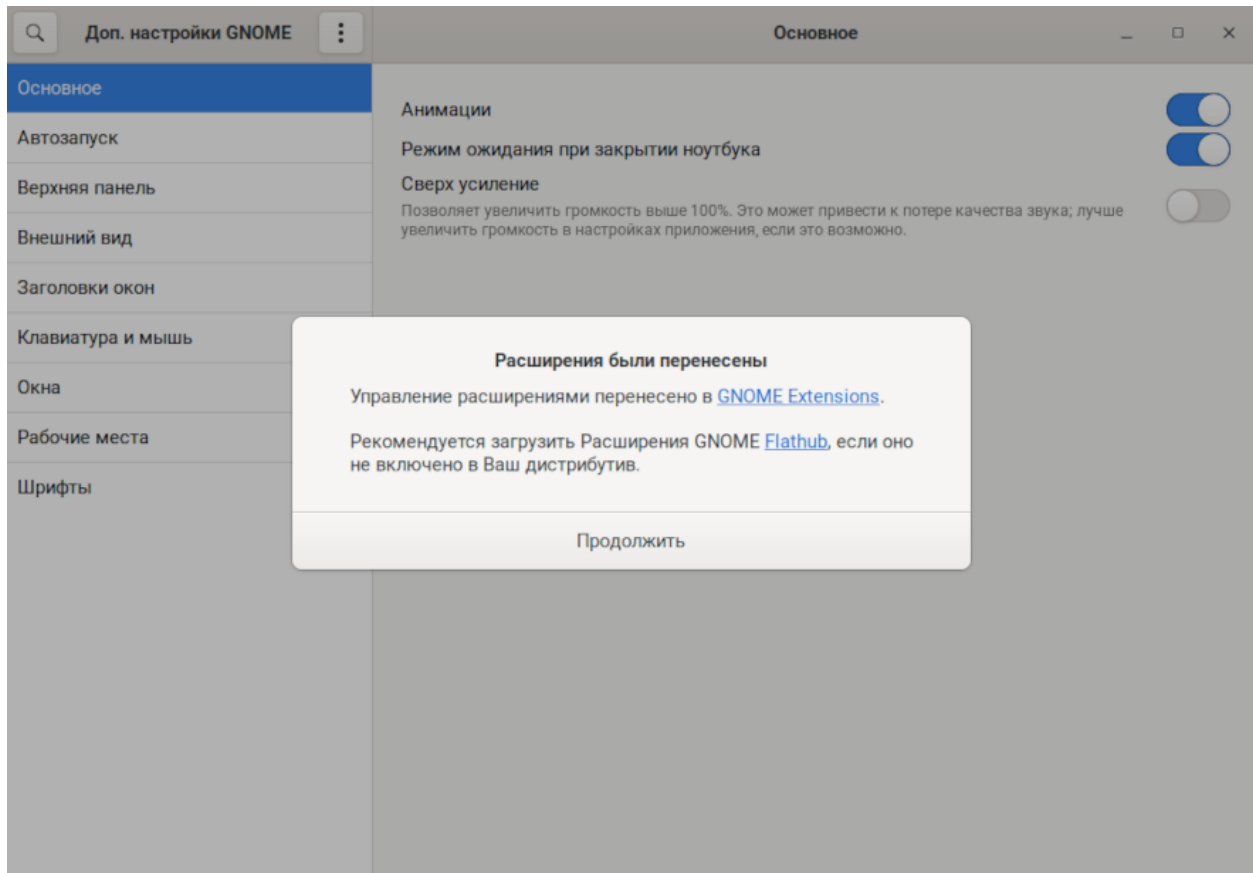 Доп. настройки GNOME
Основное
Основное
Автозапуск
Верхняя панель
Внешний вид
Заголовки окон
Клавиатура и мышь
Окна
Рабочие места
Шрифты
Анимации
Режим ожидания при закрытии ноутбука
Сверх усиление
Позволяет увеличить громкость выше 100%. Это может привести к потере качества звука; лучше
увеличить громкость в настройках приложения, если это возможно.
Расширения были перенесены
Управление расширениями перенесено в GNOME Extensions.
Рекомендуется загрузить Расширения GNOME Flathub, если оно
не включено в Ваш дистрибутив.
Продолжить